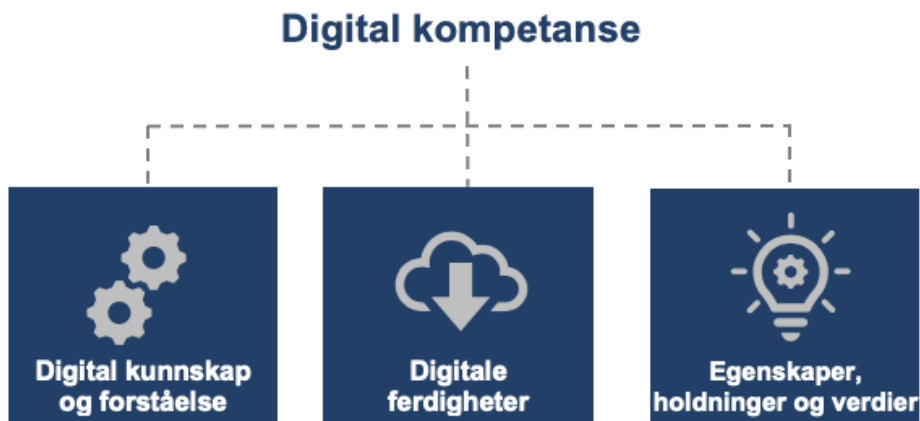 Digital kompetanse
Digital kunnskap
og forståelse
Digitale
ferdigheter
Egenskaper,
holdninger og verdier